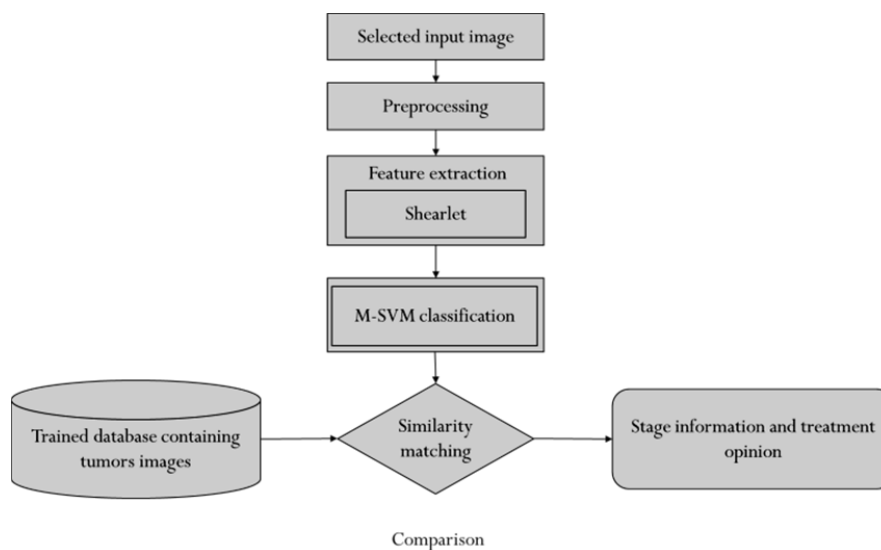 Selected input image
Preprocessing
Feature extraction
Shearlet
M-SVM classification
Trained database containing
tumors images
Similarity
matching
Stage information and treatment
opinion
Comparison